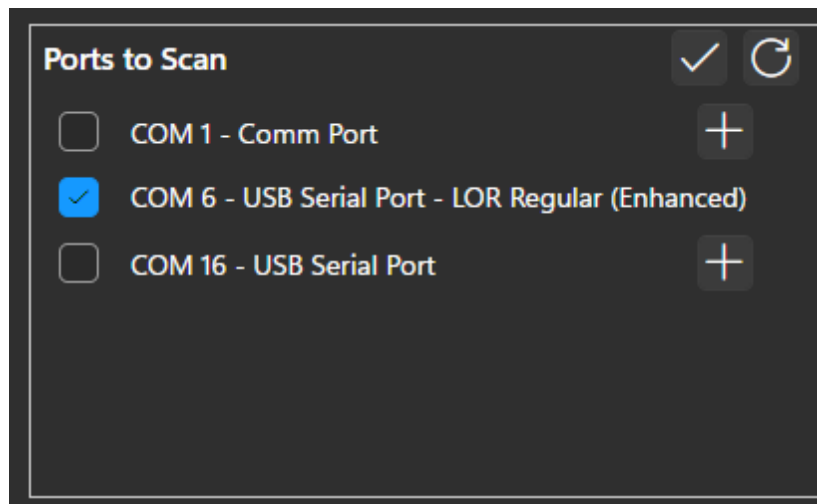 Ports to Scan
COM 1 - Comm Port
COM 6 - USB Serial Port - LOR Regular (Enhanced)
COM 16 - USB Serial Port